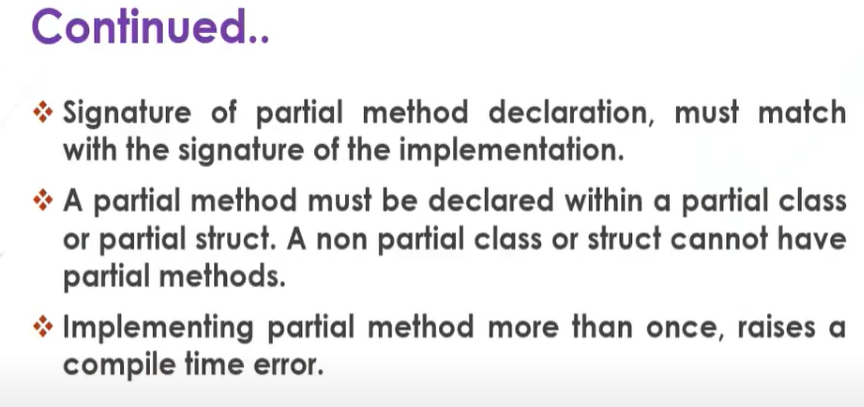 Continued..
Signature of partial method declaration, must match
with the signature of the implementation.
A partial method must be declared within a partial class
or partial struct. A non partial class or struct cannot have
partial methods.
Implementing partial method more than once, raises a
compile time error.